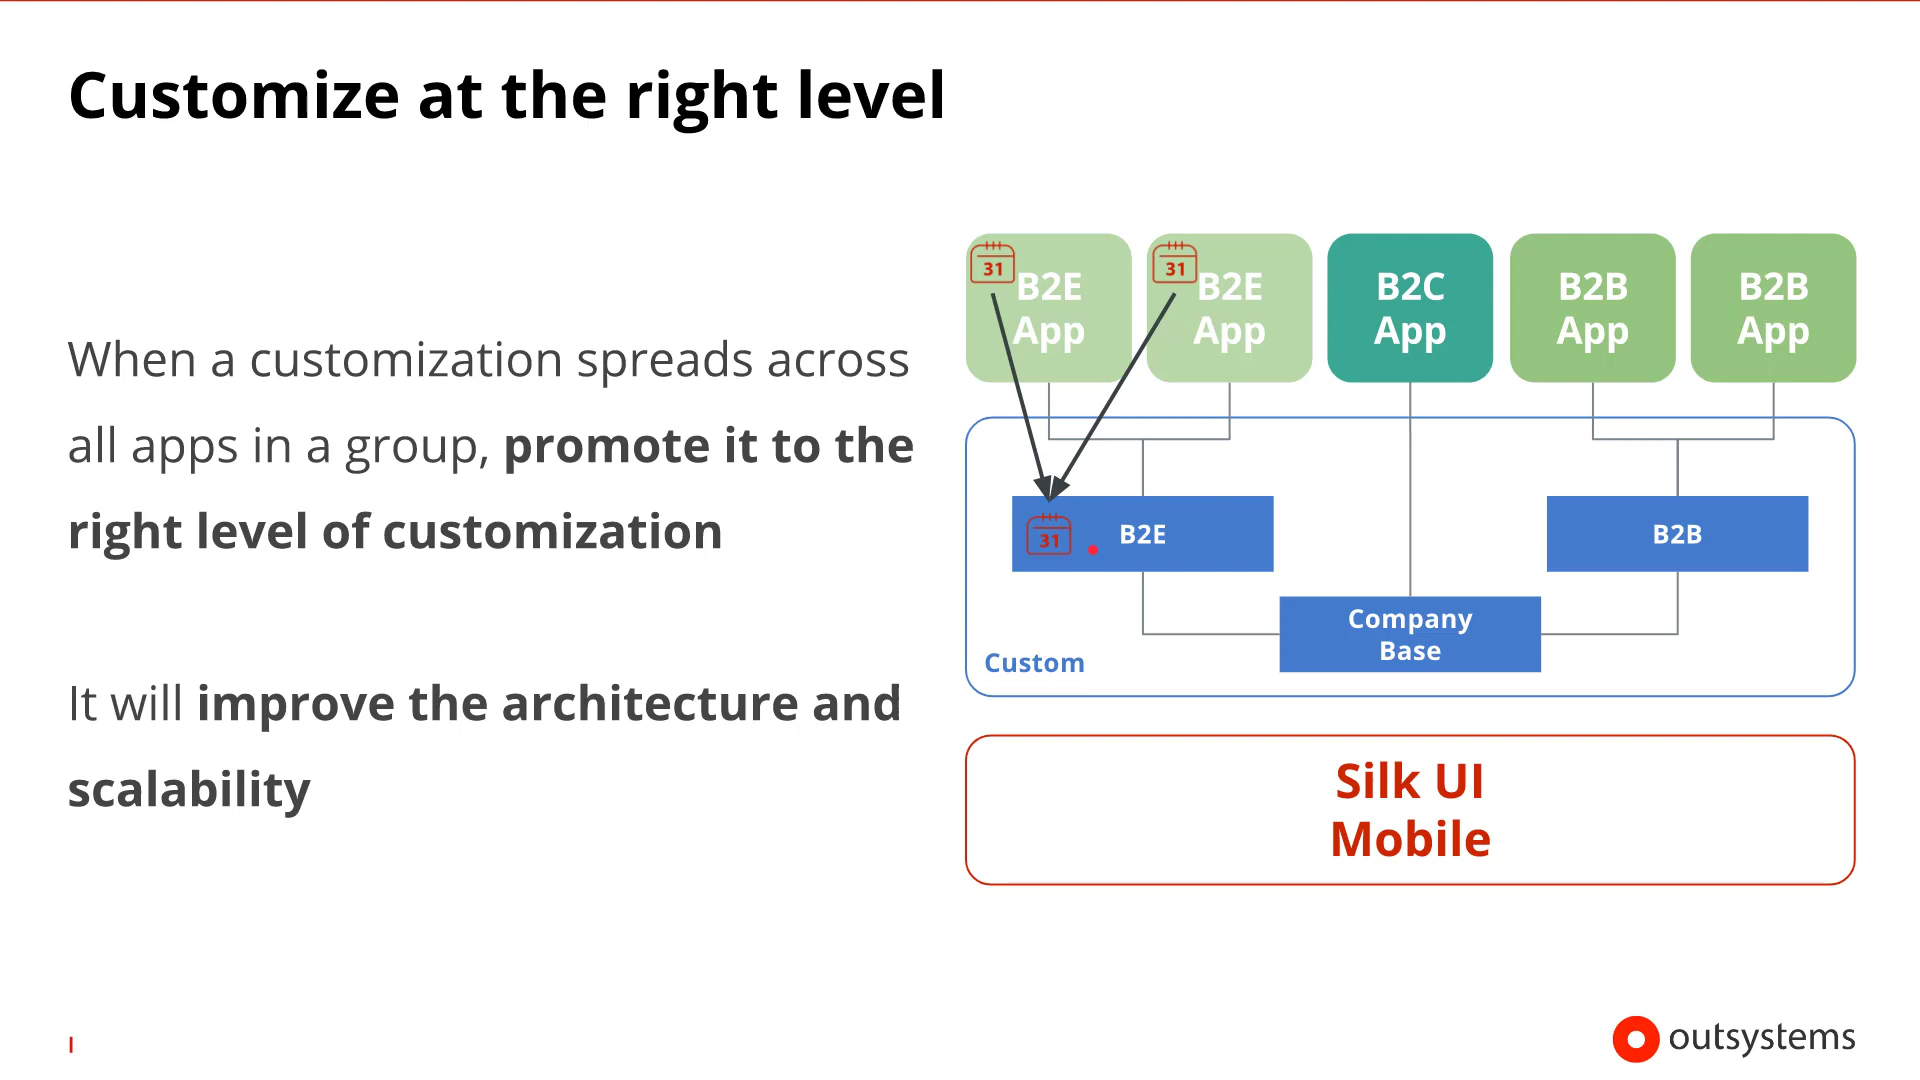 Customize at the right level
When a customization spreads across
all apps in a group, promote it to the
right level of customization
It will improve the architecture and
scalability
31
B2E
App
31
B2E
App
B2C
App
B2B
App
B2B
App
31
B2E
B2B
Company
Base
Custom
Silk UI
Mobile
I
outsystems